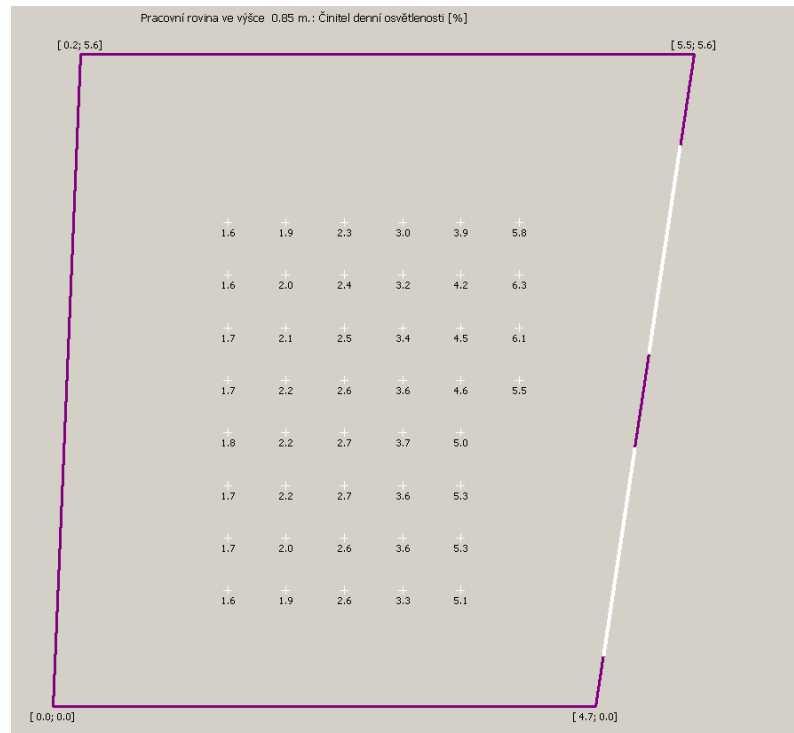 Pracovní rovina ve výšce 0.85 m.: Činitel denní osvětlenosti [%]
[ 0.2; 5.6] [ 5.5; 5.6]
1.6 1.9 2.3 3.0 3.9 5.8
1.6 2.0 2.4 3.2 4.2 6.3
1.7 2.1 2.5 3.4 4.5 6.1
1.7 2.2 2.6 3.6 4.6 5.5
1.8 2.2 2.7 3.7 5.0
1.7 2.2 2.7 3.6 5.3
1.7 2.0 2.6 3.6 5.3
1.6 1.9 2.6 3.3 5.1
[ 0.0; 0.0] [ 4.7; 0.0]